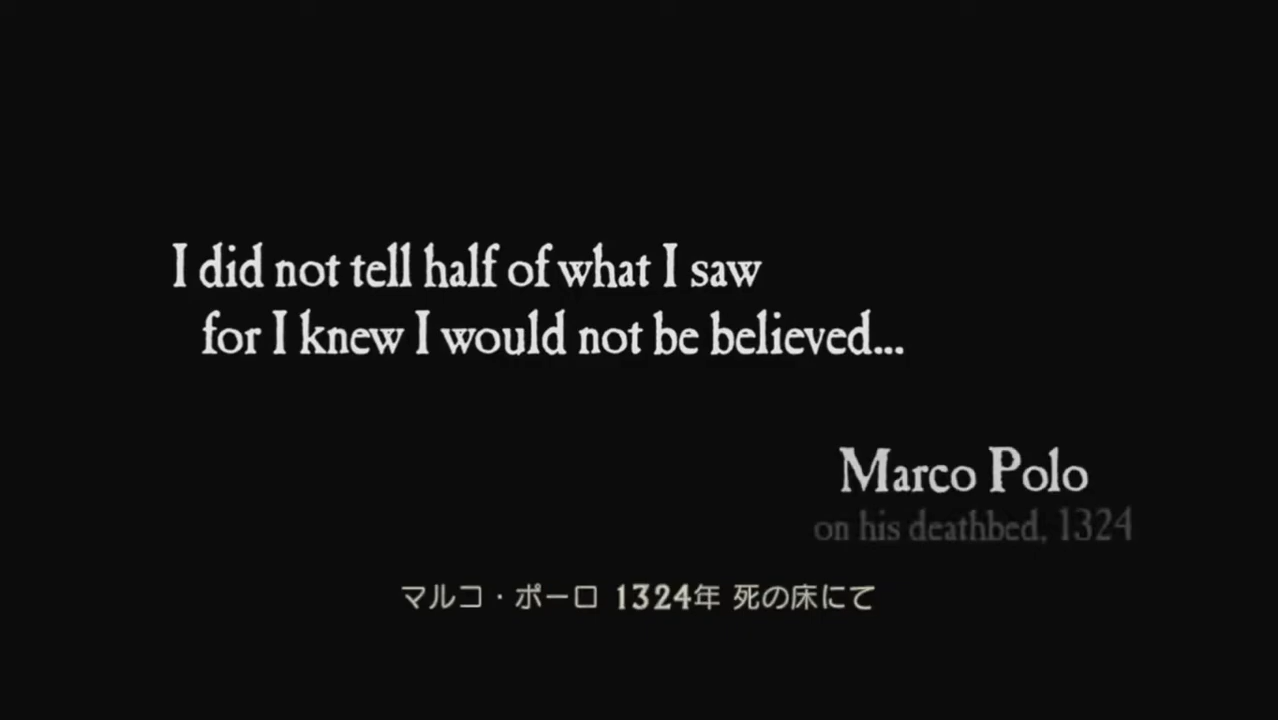 I did not tell half of what I saw
for I knew I would not be believed...
Marco Polo
on his deathbed, 1324
マルコ・ポーロ 1324年 死の床にて